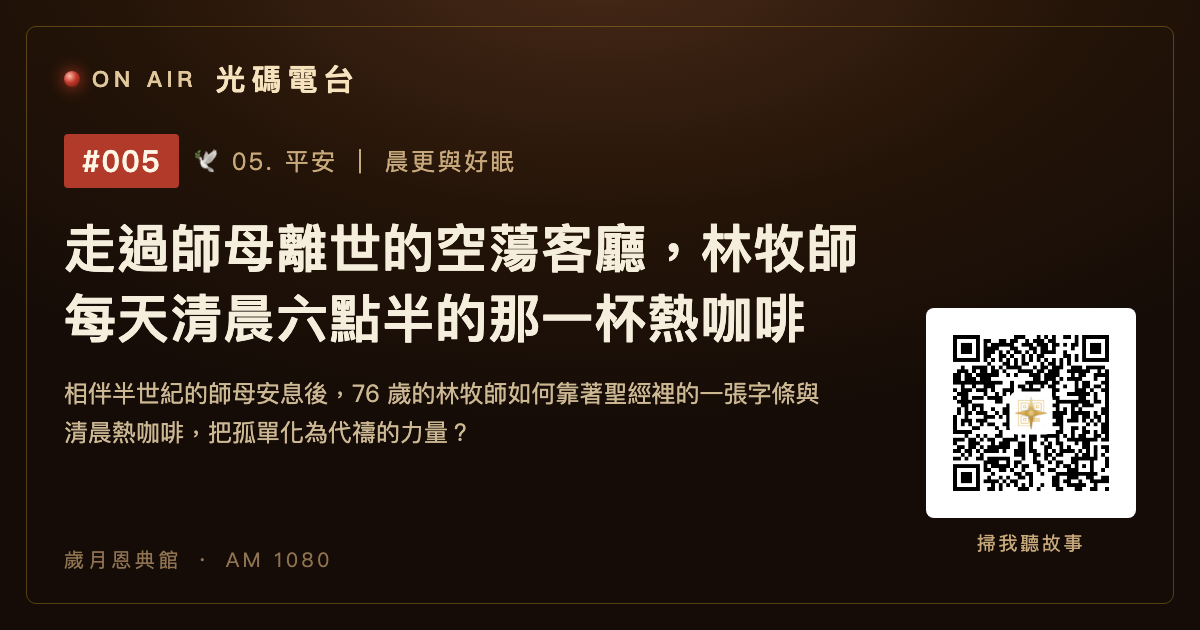 ON AIR 光碼電台
#005 🕊️ 05. 平安 ｜ 晨更與好眠
走過師母離世的空蕩客廳，林牧師
每天清晨六點半的那一杯熱咖啡
相伴半世紀的師母安息後，76 歲的林牧師如何靠著聖經裡的一張字條與
清晨熱咖啡，把孤單化為代禱的力量？
掃我聽故事
歲月恩典館 · AM 1080